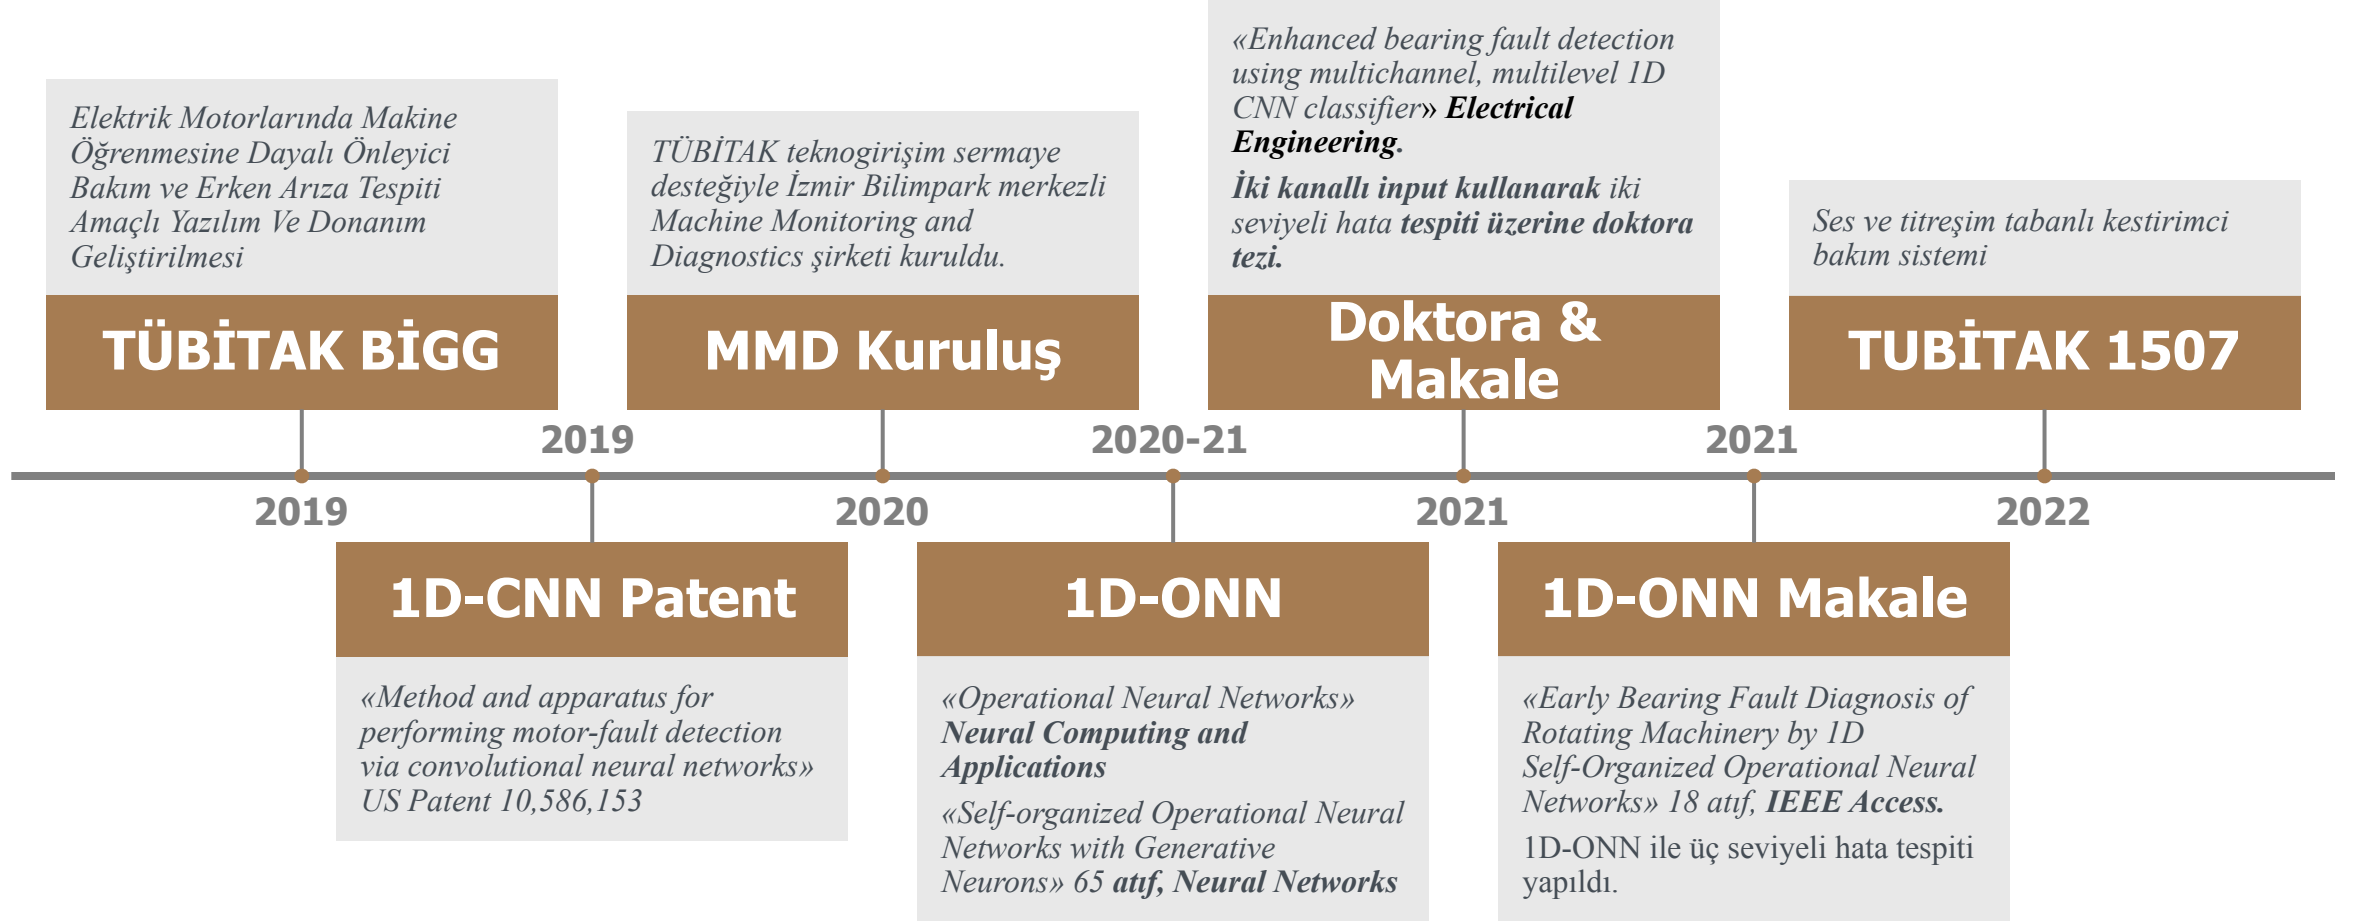 Elektrik Motorlarında Makine
Öğrenmesine Dayalı Önleyici
Bakım ve Erken Arıza Tespiti
Amaçlı Yazılım Ve Donanım
Geliştirilmesi
TÜBİTAK BİGG
2019
2019
1D-CNN Patent
«Method and apparatus for
performing motor-fault detection
via convolutional neural networks»
US Patent 10,586,153
TÜBİTAK teknogirişim sermaye
desteğiyle İzmir Bilimpark merkezli
Machine Monitoring and
Diagnostics şirketi kuruldu.
MMD Kuruluş
2020
2020-21
1D-ONN
«Operational Neural Networks»
Neural Computing and
Applications
«Self-organized Operational Neural
Networks with Generative
Neurons» 65 atıf, Neural Networks
«Enhanced bearing fault detection
using multichannel, multilevel 1D
CNN classifier» Electrical
Engineering.
İki kanallı input kullanarak iki
seviyeli hata tespiti üzerine doktora
tezi.
Doktora &
Makale
2021
2021
1D-ONN Makale
«Early Bearing Fault Diagnosis of
Rotating Machinery by 1D
Self-Organized Operational Neural
Networks» 18 atıf, IEEE Access.
1D-ONN ile üç seviyeli hata tespiti
yapıldı.
Ses ve titreşim tabanlı kestirimci
bakım sistemi
TUBİTAK 1507
2022